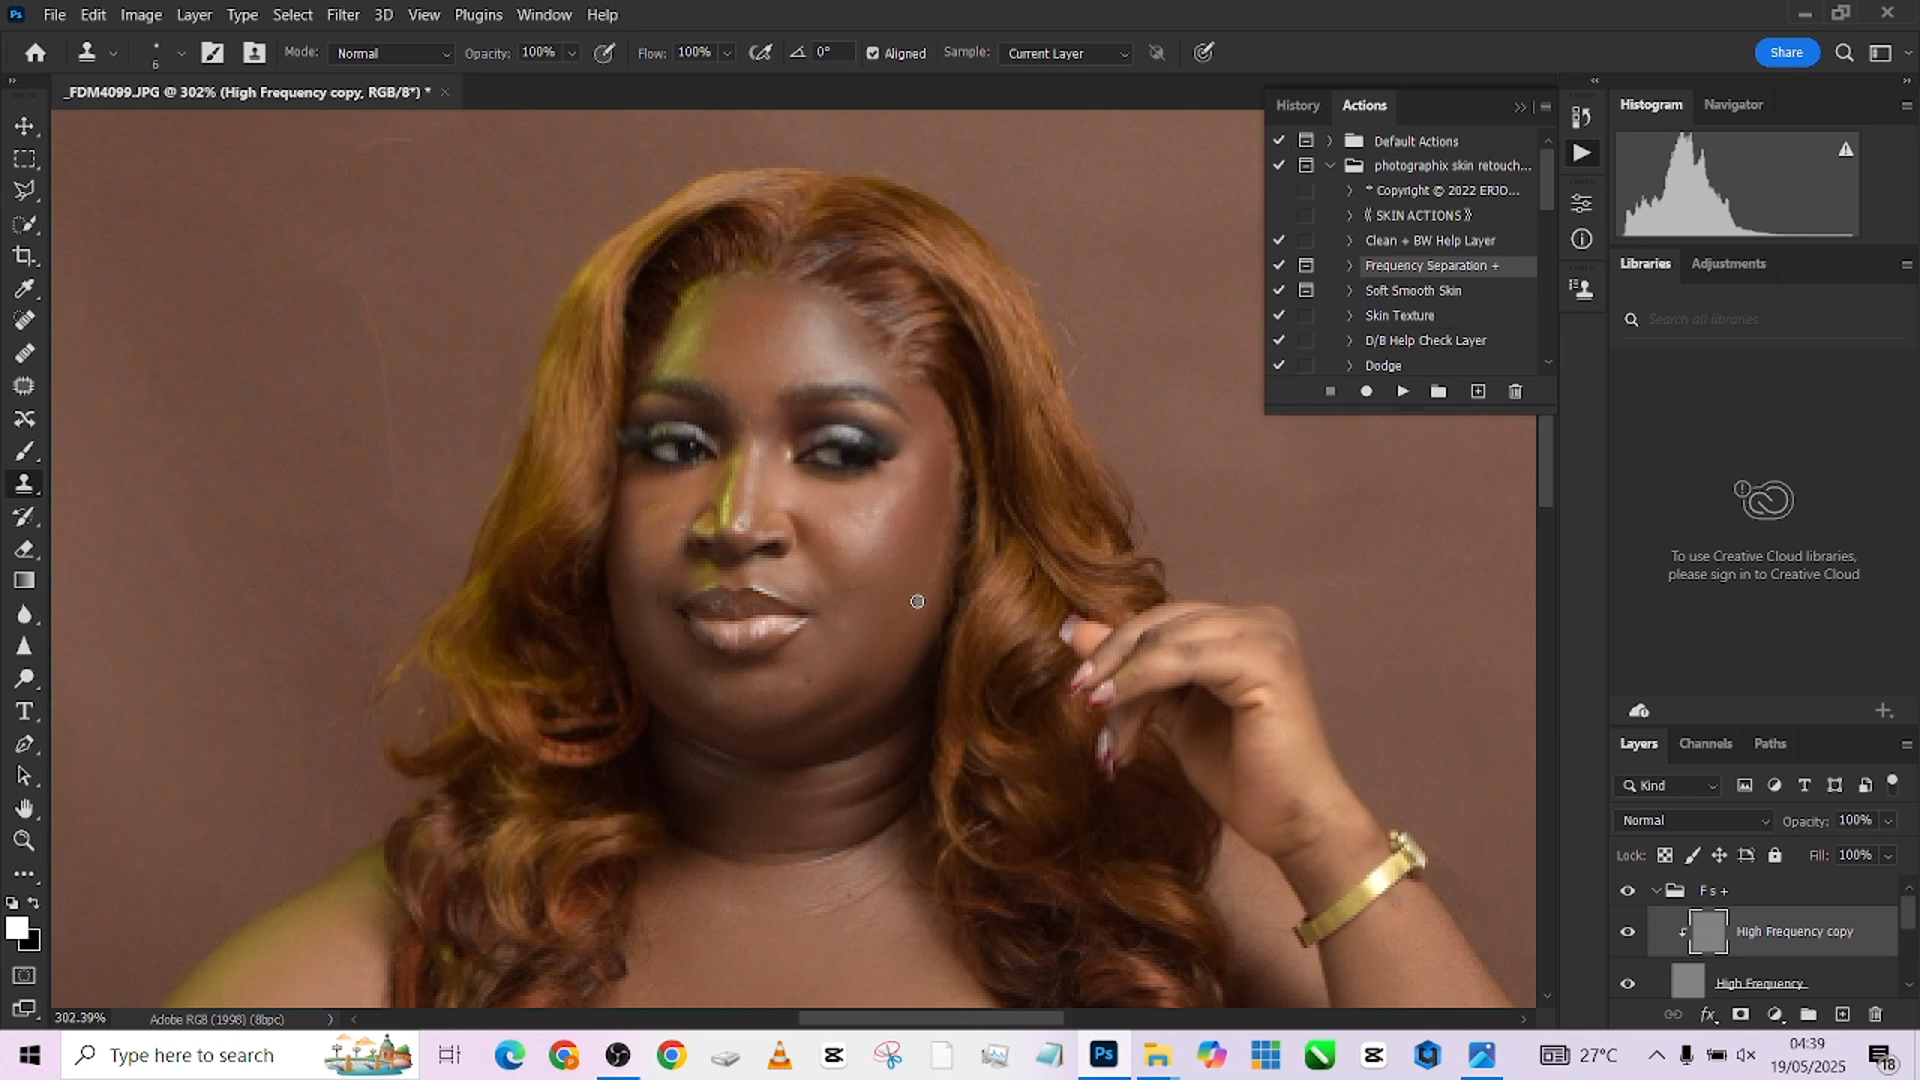 Ps File Edit Image Layer Type Select Filter 3D View Plugins Window Help
6 Mode: Normal Opacity: 100% Flow: 100% 0° Aligned Sample: Current Layer Share
_FDM4099.JPG @ 302% (High Frequency copy, RGB/8*) *
History Actions
Default Actions
photographix skin retouch...
* Copyright © 2022 ERJO...
⟪ SKIN ACTIONS ⟫
Clean + BW Help Layer
Frequency Separation +
Soft Smooth Skin
Skin Texture
D/B Help Check Layer
Dodge
Histogram Navigator
Libraries Adjustments
Search all libraries
To use Creative Cloud libraries,
please sign in to Creative Cloud
Layers Channels Paths
Kind
Normal Opacity: 100%
Lock: Fill: 100%
F s +
High Frequency copy
High Frequency
302.39% Adobe RGB (1998) (8bpc)
Type here to search
Ps
27°C
04:39
19/05/2025
18